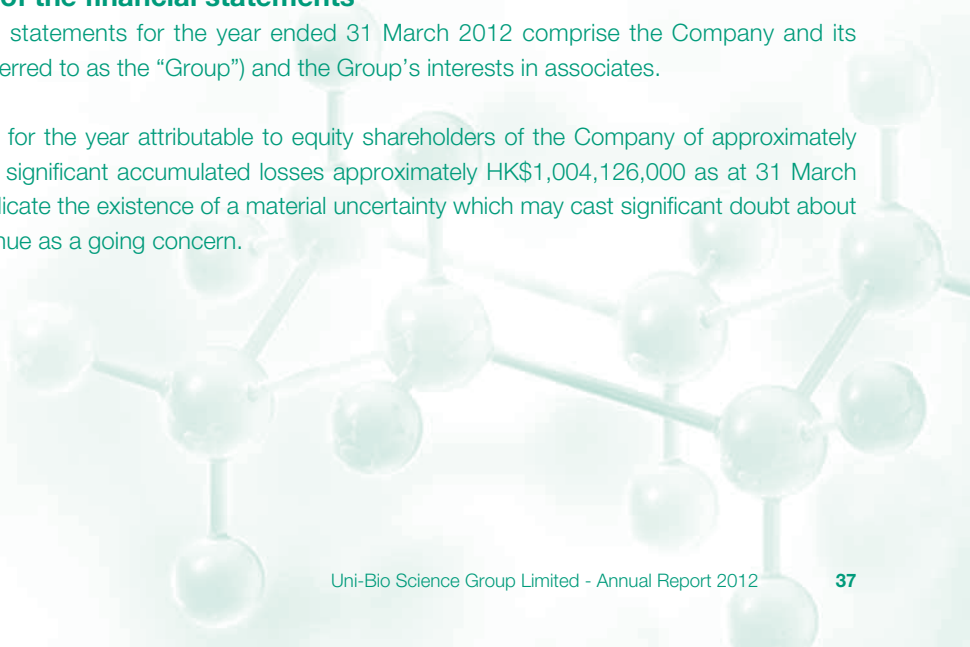 of the financial statements
statements for the year ended 31 March 2012 comprise the Company and its
erred to as the “Group”) and the Group’s interests in associates.
for the year attributable to equity shareholders of the Company of approximately
significant accumulated losses approximately HK$1,004,126,000 as at 31 March
dicate the existence of a material uncertainty which may cast significant doubt about
nue as a going concern.
Uni-Bio Science Group Limited - Annual Report 2012 37